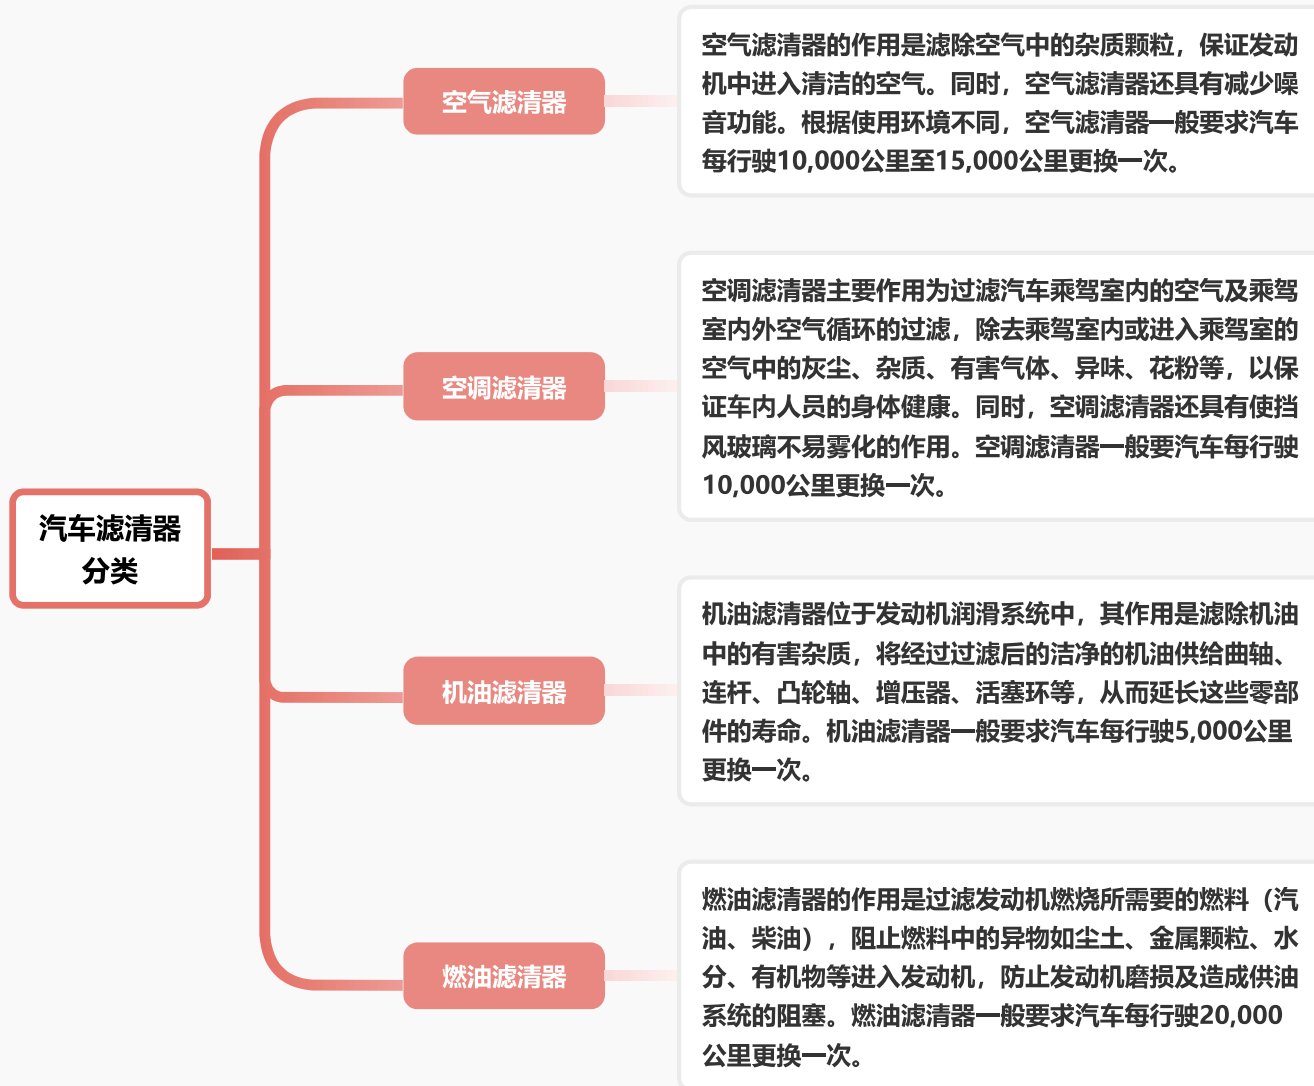 空气滤清器的作用是滤除空气中的杂质颗粒，保证发动
机中进入清洁的空气。同时，空气滤清器还具有减少噪
音功能。根据使用环境不同，空气滤清器一般要求汽车
每行驶10,000公里至15,000公里更换一次。
空气滤清器
空调滤清器主要作用为过滤汽车乘驾室内的空气及乘驾
室内外空气循环的过滤，除去乘驾室内或进入乘驾室的
空气中的灰尘、杂质、有害气体、异味、花粉等，以保
证车内人员的身体健康。同时，空调滤清器还具有使挡
风玻璃不易雾化的作用。空调滤清器一般要汽车每行驶
10,000公里更换一次。
空调滤清器
汽车滤清器
分类
机油滤清器位于发动机润滑系统中，其作用是滤除机油
中的有害杂质，将经过过滤后的洁净的机油供给曲轴、
连杆、凸轮轴、增压器、活塞环等，从而延长这些零部
件的寿命。机油滤清器一般要求汽车每行驶5,000公里
更换一次。
机油滤清器
燃油滤清器的作用是过滤发动机燃烧所需要的燃料（汽
油、柴油），阻止燃料中的异物如尘土、金属颗粒、水
分、有机物等进入发动机，防止发动机磨损及造成供油
系统的阻塞。燃油滤清器一般要求汽车每行驶20,000
公里更换一次。
燃油滤清器